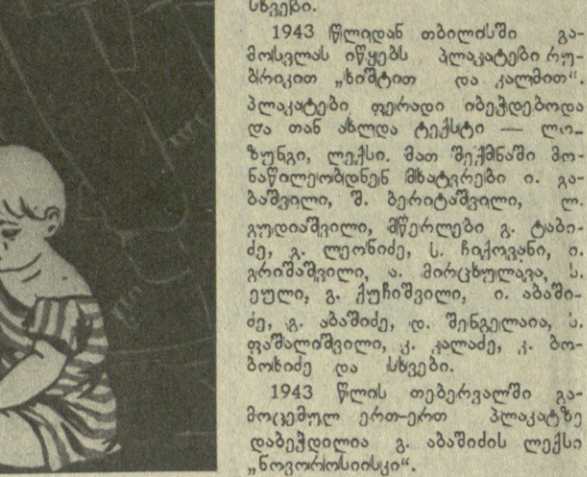 სხვები.
1943 წლიდან თბილისში გა-
მოსვლას იწყებს პლაკატები რუ-
ბრიკით „ხიშტით და კალმით“.
პლაკატები ფერადი იბეჭდებოდა
და თან ახლდა ტექსტი — ლო-
ზუნგი, ლექსი. მათ შექმნაში მო-
ნაწილეობდნენ მხატვრები ი. გა-
ბაშვილი, შ. ბერიტაშვილი, ლ.
გუდიაშვილი, მწერლები გ. ტაბი-
ძე, გ. ლეონიძე, ს. ჩიქოვანი, ი.
გრიშაშვილი, ა. მირცხულავა, ს.
ეული, გ. ქუჩიშვილი, ი. აბაში-
ძე, გ. აბაშიძე, დ. შენგელაია, ს.
ფაშალიშვილი, კ. კალაძე, კ. ბო-
ბოხიძე და სხვები.
1943 წლის თებერვალში გა-
მოცემულ ერთ-ერთ პლაკატზე
დაბეჭდილია გ. აბაშიძის ლექსი
„ნოვოროსიისკი“.